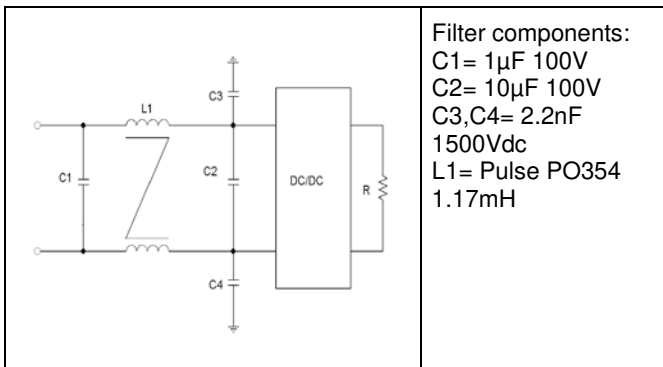 C3
L1
C1
C2
DC/DC
R
C4
Filter components:
C1= 1µF 100V
C2= 10µF 100V
C3,C4= 2.2nF
1500Vdc
L1= Pulse PO354
1.17mH